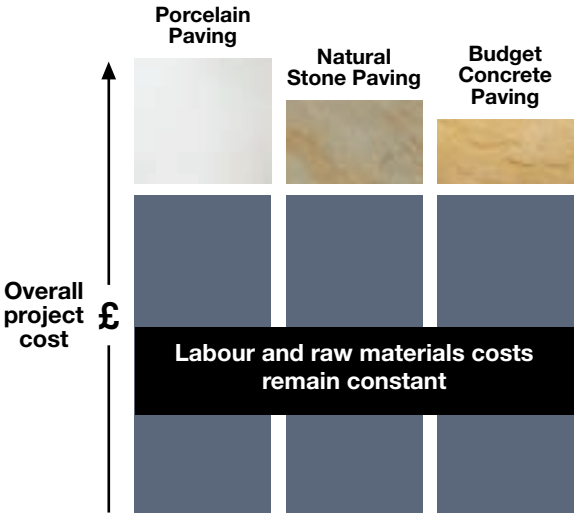 Porcelain
Paving
Natural
Stone Paving
Budget
Concrete
Paving
Overall
project
cost
£
Labour and raw materials costs
remain constant